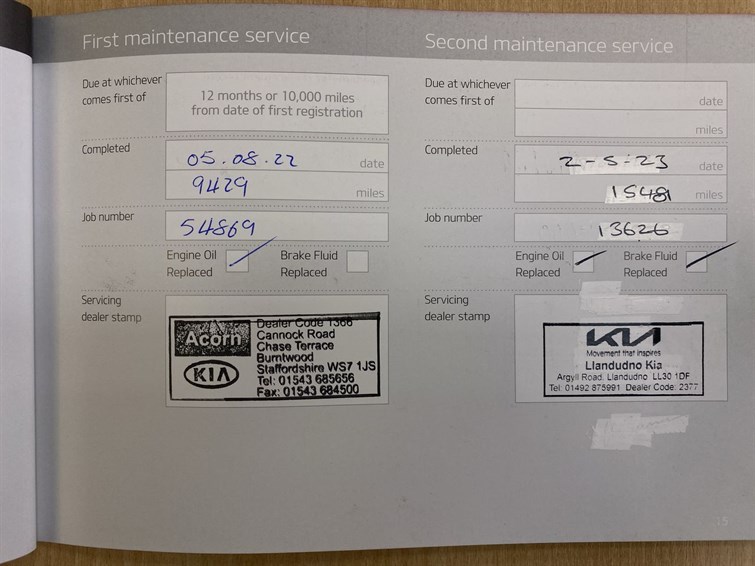 First maintenance service
Due at whichever
comes first of
12 months or 10,000 miles
from date of first registration
Completed
05.08.22 date
9429 miles
Job number
54869
Engine Oil
Replaced
Brake Fluid
Replaced
Servicing
dealer stamp
Acorn
KIA
Dealer Code 1366
Cannock Road
Chase Terrace
Burntwood
Staffordshire WS7 1JS
Tel: 01543 685656
Fax: 01543 684500
Second maintenance service
Due at whichever
comes first of
date
miles
Completed
2-5-23 date
15481 miles
Job number
13626
Engine Oil
Replaced
Brake Fluid
Replaced
Servicing
dealer stamp
KIA
Movement that inspires
Llandudno Kia
Argyll Road. Llandudno LL30 1DF
Tel: 01492 875991 Dealer Code: 2377
15